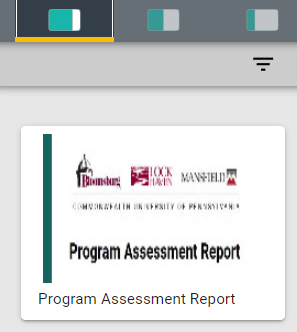 Bloomsburg LOCK HAVEN MANSFIELD
COMMONWEALTH UNIVERSITY OF PENNSYLVANIA
Program Assessment Report
Program Assessment Report